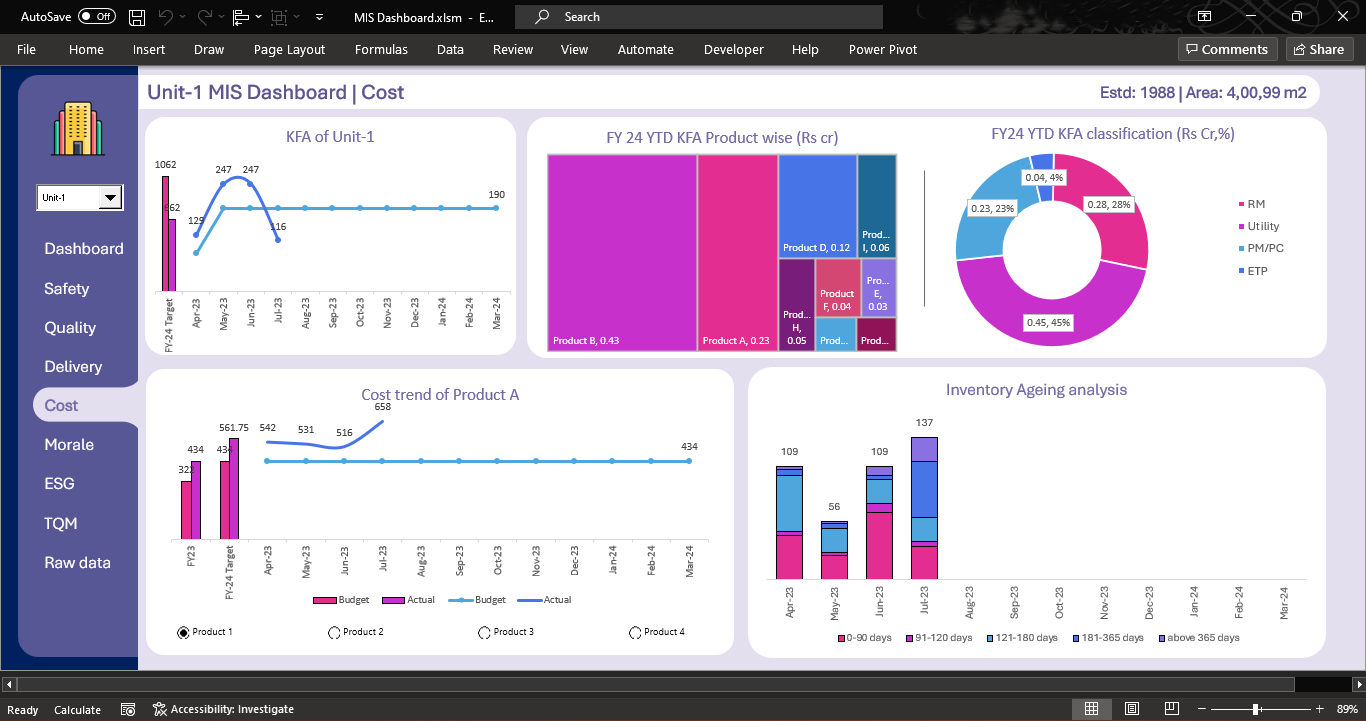 AutoSave Off MIS Dashboard.xlsm - E... Search
File Home Insert Draw Page Layout Formulas Data Review View Automate Developer Help Power Pivot Comments Share
Unit-1 MIS Dashboard | Cost Estd: 1988 | Area: 4,00,99 m2
Unit-1
Dashboard
Safety
Quality
Delivery
Cost
Morale
ESG
TQM
Raw data
KFA of Unit-1
1062
662
129
247
247
116
190
FY-24 Target
Apr-23
May-23
Jun-23
Jul-23
Aug-23
Sep-23
Oct-23
Nov-23
Dec-23
Jan-24
Feb-24
Mar-24
FY 24 YTD KFA Product wise (Rs cr)
Product B, 0.43
Product A, 0.23
Product D, 0.12
Prod...
I, 0.06
Prod...
H,
0.05
Product
F, 0.04
Pro...
E,
0.03
Prod...
Prod...
FY24 YTD KFA classification (Rs Cr,%)
0.04, 4%
0.28, 28%
0.23, 23%
0.45, 45%
RM
Utility
PM/PC
ETP
Cost trend of Product A
322
434
434
561.75
542
531
516
658
434
FY23
FY-24 Target
Apr-23
May-23
Jun-23
Jul-23
Aug-23
Sep-23
Oct-23
Nov-23
Dec-23
Jan-24
Feb-24
Mar-24
Budget Actual Budget Actual
Product 1 Product 2 Product 3 Product 4
Inventory Ageing analysis
109
56
109
137
Apr-23
May-23
Jun-23
Jul-23
Aug-23
Sep-23
Oct-23
Nov-23
Dec-23
Jan-24
Feb-24
Mar-24
0-90 days 91-120 days 121-180 days 181-365 days above 365 days
Ready Calculate Accessibility: Investigate 89%